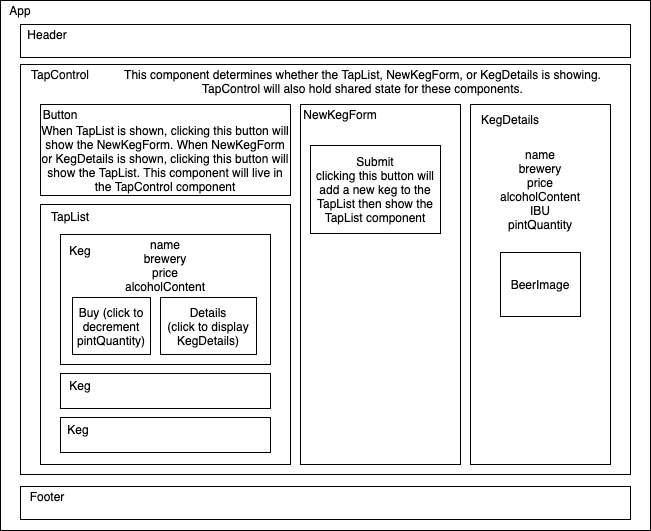 App
Header
TapControl
This component determines whether the TapList, NewKegForm, or KegDetails is showing.
TapControl will also hold shared state for these components.
Button
When TapList is shown, clicking this button will
show the NewKegForm. When NewKegForm
or KegDetails is shown, clicking this button will
show the TapList. This component will live in
the TapControl component
TapList
Keg
name
brewery
price
alcoholContent
Buy (click to
decrement
pintQuantity)
Details
(click to display
KegDetails)
Keg
Keg
NewKegForm
Submit
clicking this button will
add a new keg to the
TapList then show the
TapList component
KegDetails
name
brewery
price
alcoholContent
IBU
pintQuantity
BeerImage
Footer